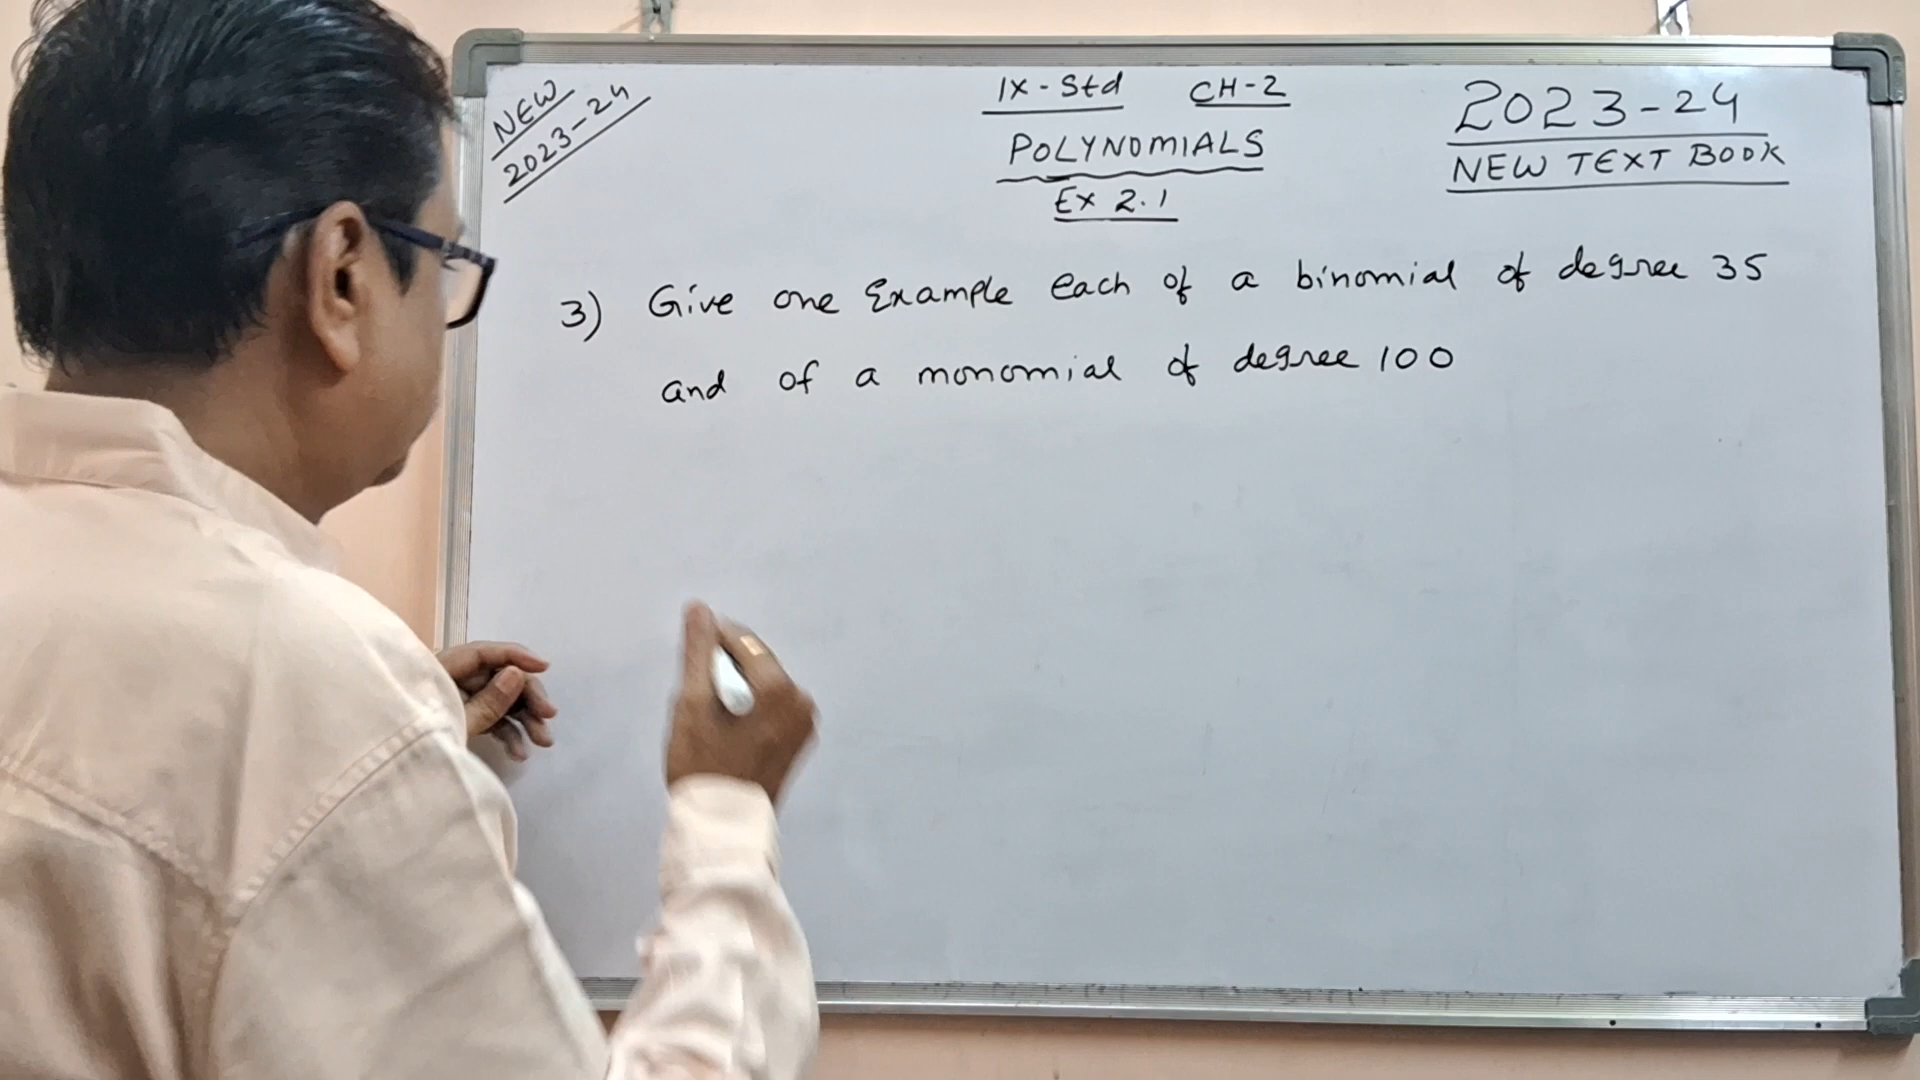 NEW
2023-24
IX-Std CH-2
POLYNOMIALS
Ex 2.1
2023-24
NEW TEXT BOOK
3) Give one Example each of a binomial of degree 35
and of a monomial of degree 100